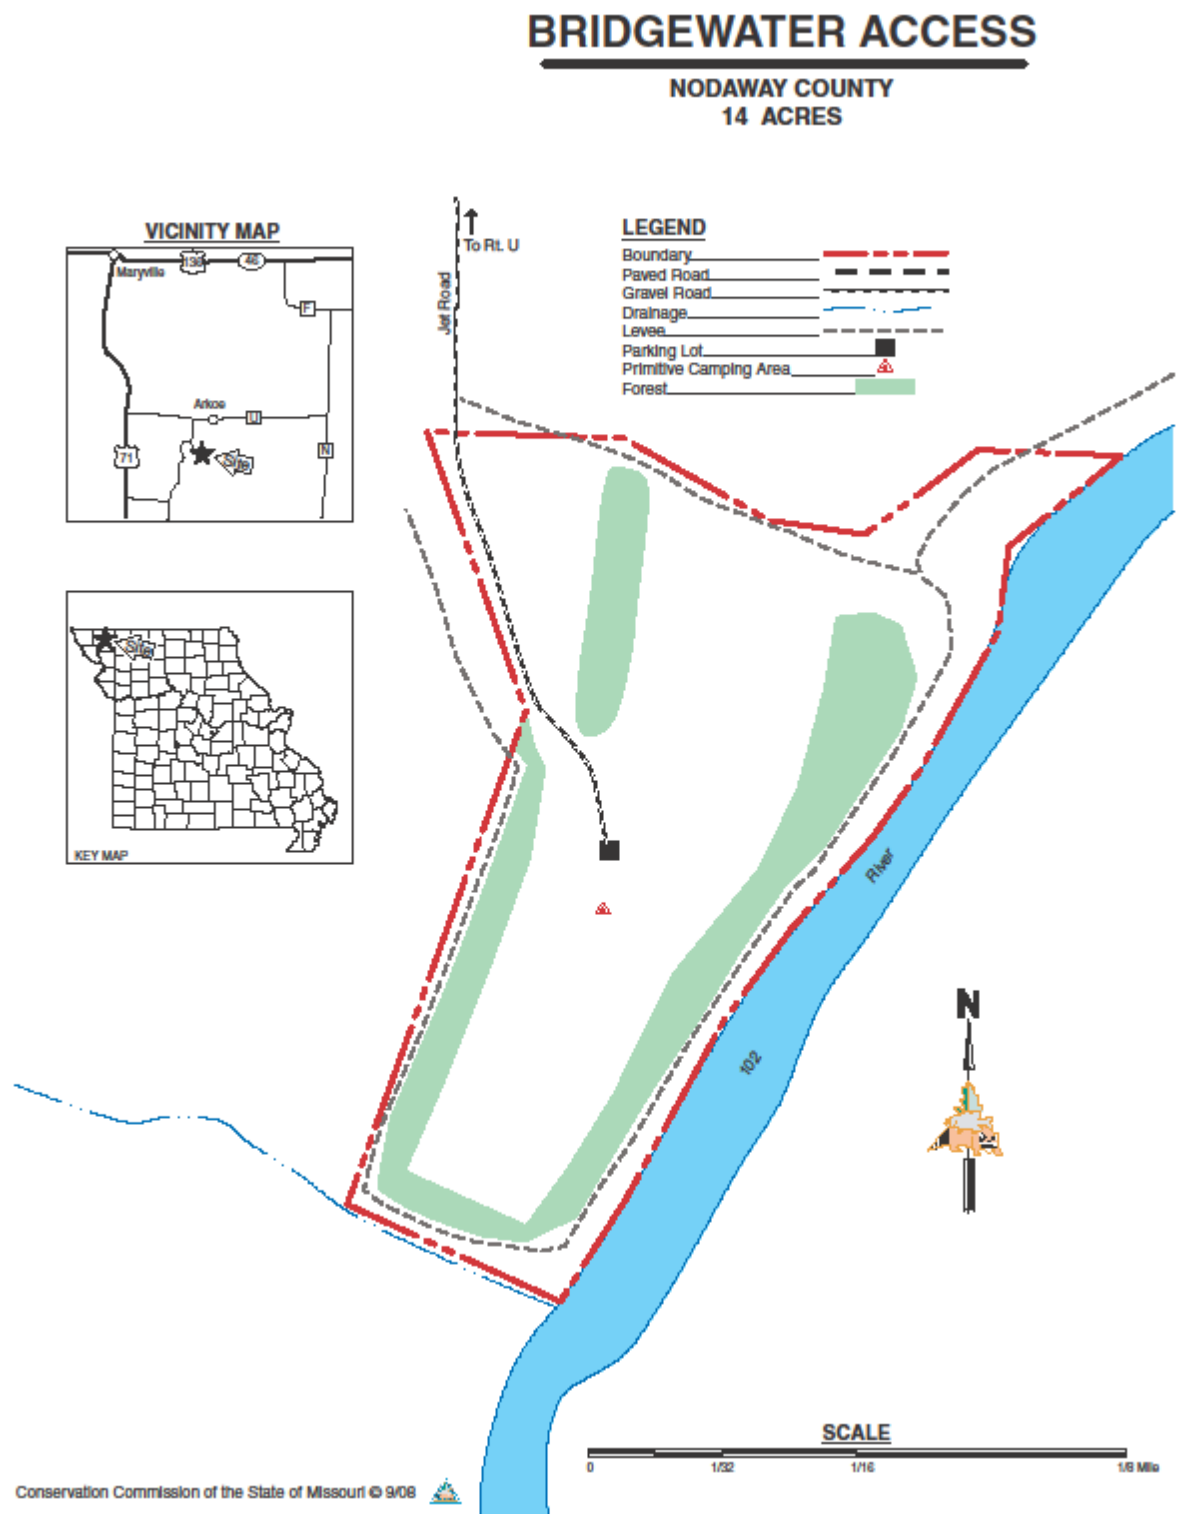 BRIDGEWATER ACCESS
NODAWAY COUNTY
14 ACRES
VICINITY MAP
Maryville
136
46
F
Arkoe
U
71
N
Site
To Rt. U
Jet Road
LEGEND
Boundary
Paved Road
Gravel Road
Drainage
Levee
Parking Lot
Primitive Camping Area
Forest
Site
KEY MAP
River
102
N
SCALE
0 1/32 1/16 1/8 Mile
Conservation Commission of the State of Missouri © 9/08